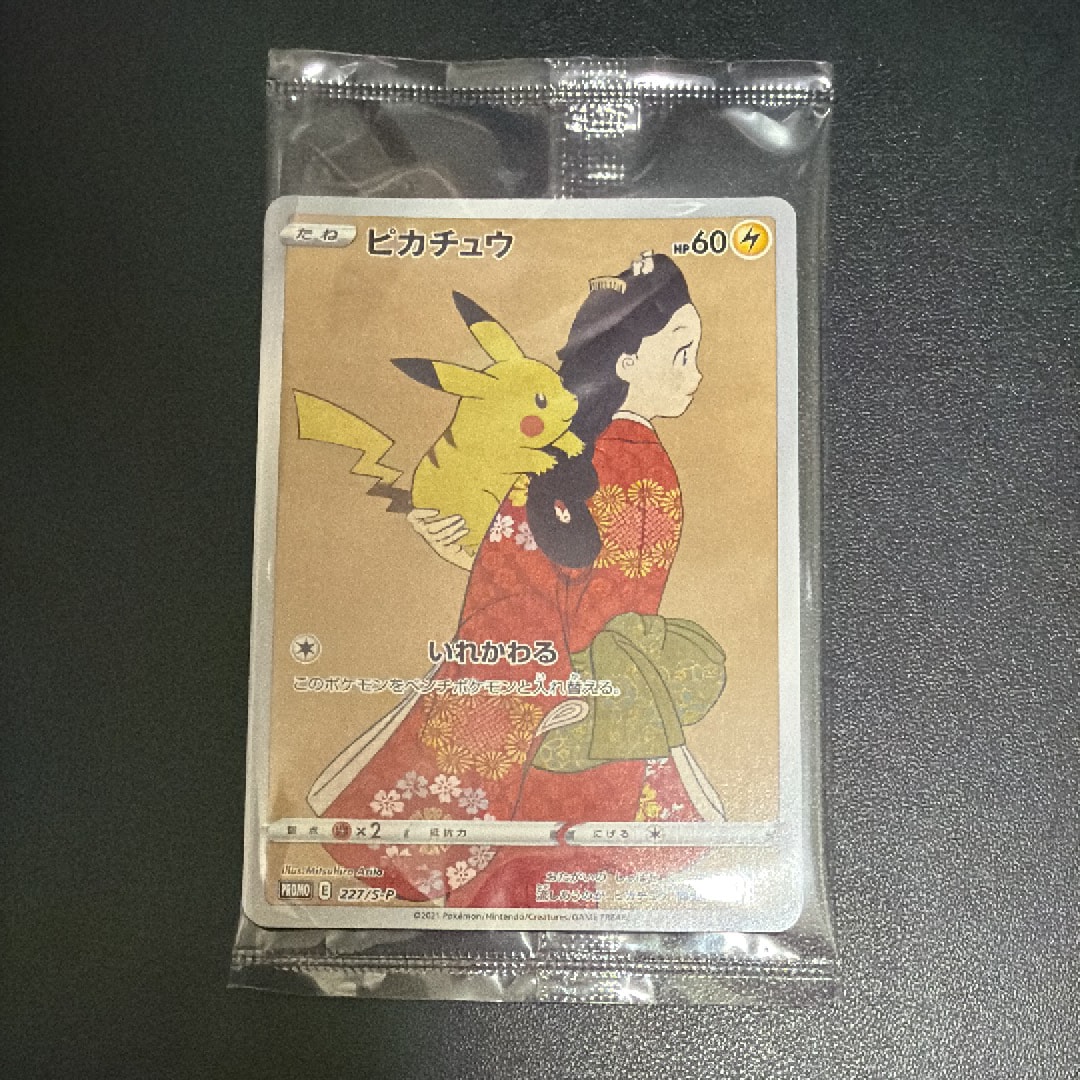 たね ピカチュウ HP60
いれかわる
このポケモンをベンチポケモンと入れ替える。
弱点 ×2 抵抗力 にげる
illus. Mitsuhiro Arita
PROMO E 227/S-P
©2021 Pokémon/Nintendo/Creatures/GAME FREAK